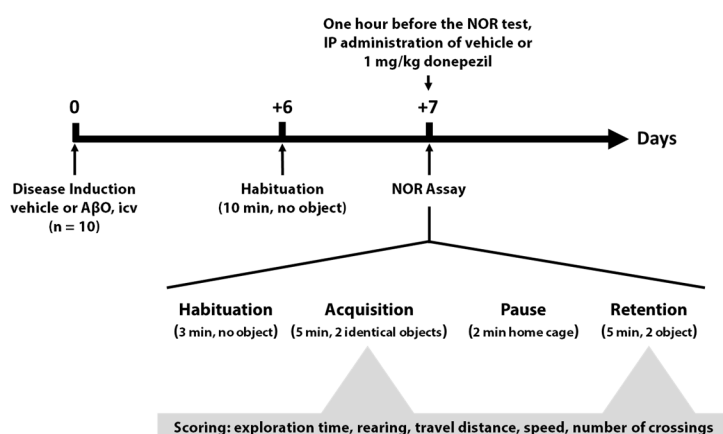 One hour before the NOR test,
IP administration of vehicle or
1 mg/kg donepezil
0
+6
+7
Days
Disease Induction
vehicle or AβO, icv
(n = 10)
Habituation
(10 min, no object)
NOR Assay
Habituation
(3 min, no object)
Acquisition
(5 min, 2 identical objects)
Pause
(2 min home cage)
Retention
(5 min, 2 object)
Scoring: exploration time, rearing, travel distance, speed, number of crossings